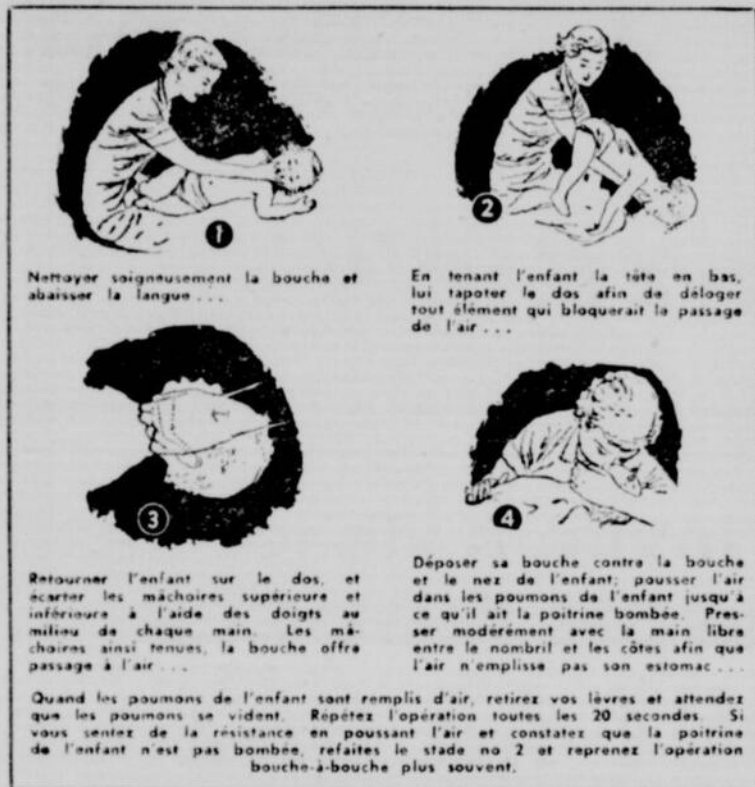 1
Nettoyer soigneusement la bouche et
abaisser la langue ...
2
En tenant l'enfant la tête en bas,
lui tapoter le dos afin de déloger
tout élément qui bloquerait le passage
de l'air ...
3
Retourner l'enfant sur le dos, et
écarter les mâchoires supérieure et
inférieure à l'aide des doigts au
milieu de chaque main. Les mâ-
choires ainsi tenues, la bouche offre
passage à l'air ...
4
Déposer sa bouche contre la bouche
et le nez de l'enfant; pousser l'air
dans les poumons de l'enfant jusqu'à
ce qu'il ait la poitrine bombée. Pres-
ser modérément avec la main libre
entre le nombril et les côtes afin que
l'air n'emplisse pas son estomac ...
Quand les poumons de l'enfant sont remplis d'air, retirez vos lèvres et attendez
que les poumons se vident. Répétez l'opération toutes les 20 secondes. Si
vous sentez de la résistance en poussant l'air et constatez que la poitrine
de l'enfant n'est pas bombée, refaites le stade no 2 et reprenez l'opération
bouche-à-bouche plus souvent.